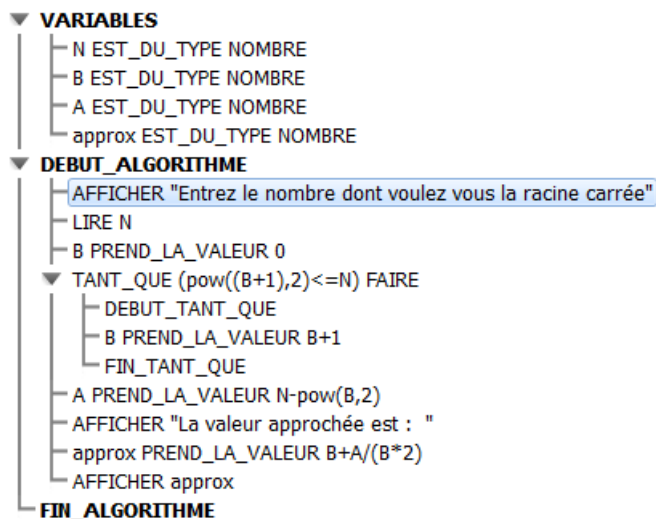 VARIABLES
N EST_DU_TYPE NOMBRE
B EST_DU_TYPE NOMBRE
A EST_DU_TYPE NOMBRE
approx EST_DU_TYPE NOMBRE
DEBUT_ALGORITHME
AFFICHER "Entrez le nombre dont voulez vous la racine carrée"
LIRE N
B PREND_LA_VALEUR 0
TANT_QUE (pow((B+1),2)<=N) FAIRE
DEBUT_TANT_QUE
B PREND_LA_VALEUR B+1
FIN_TANT_QUE
A PREND_LA_VALEUR N-pow(B,2)
AFFICHER "La valeur approchée est :  "
approx PREND_LA_VALEUR B+A/(B*2)
AFFICHER approx
FIN_ALGORITHME